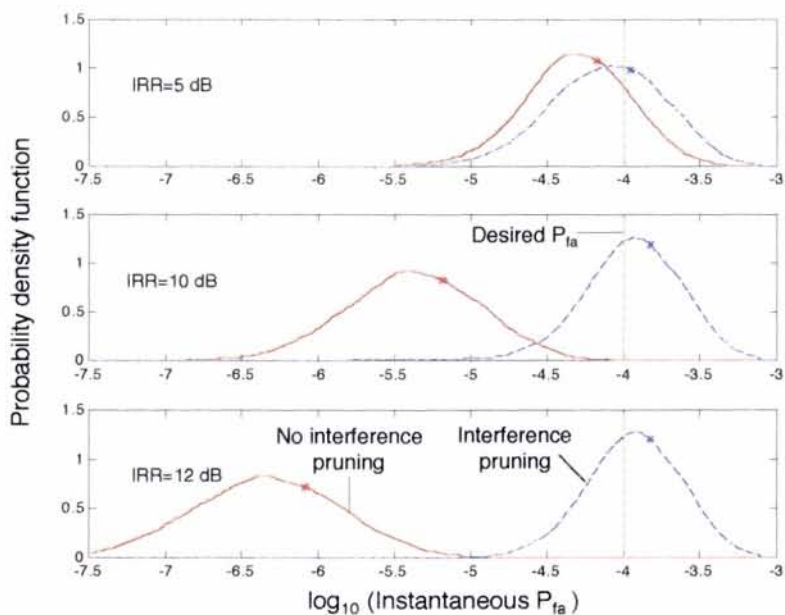 Probability density function
1.5
1
0.5
0
IRR=5 dB
-7.5 -7 -6.5 -6 -5.5 -5 -4.5 -4 -3.5 -3
1.5
1
0.5
0
Desired P_fa
IRR=10 dB
-7.5 -7 -6.5 -6 -5.5 -5 -4.5 -4 -3.5 -3
1.5
1
0.5
0
IRR=12 dB
No interference
pruning
Interference
pruning
-7.5 -7 -6.5 -6 -5.5 -5 -4.5 -4 -3.5 -3
log10 (Instantaneous P_fa)